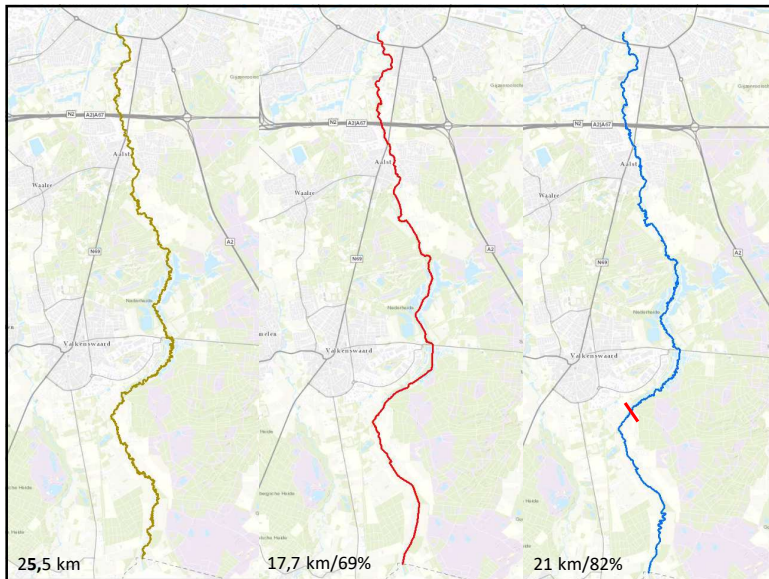 N2
A2|A67
Aalst
Waalre
N69
A2
Valkenswaard
25,5 km
N2
A2|A67
Aalst
Waalre
N69
A2
Valkenswaard
17,7 km/69%
N2
A2|A67
Aalst
Waalre
N69
A2
Valkenswaard
21 km/82%